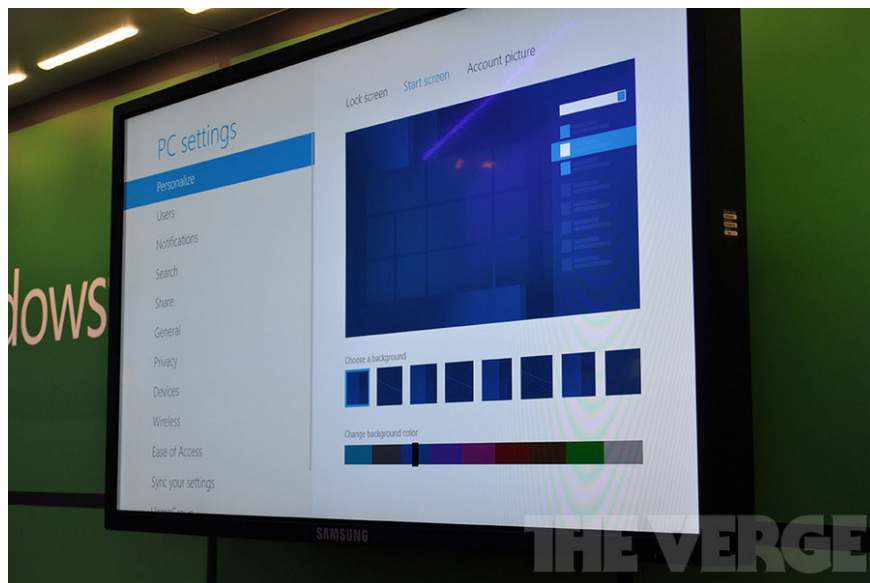 PC settings
Personalize
Users
Notifications
Search
Share
General
Privacy
Devices
Wireless
Ease of Access
Sync your settings
HomeGroup
Lock screen
Start screen
Account picture
Choose a background
Change background color
dows
SAMSUNG
THE VERGE